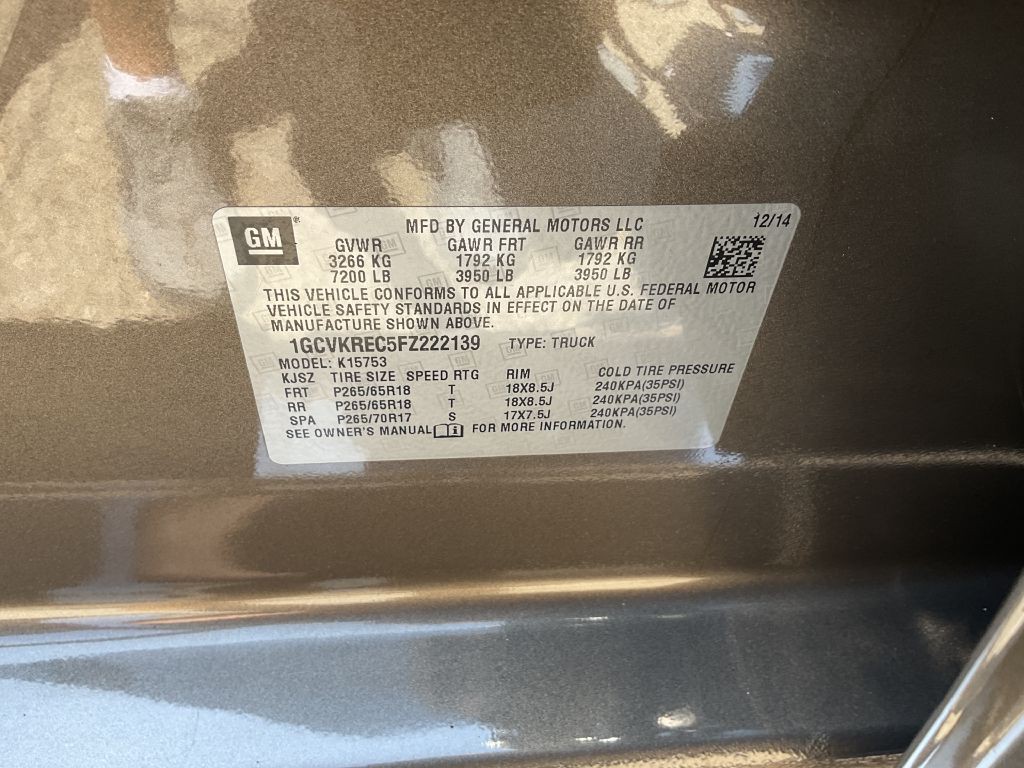 GM® MFD BY GENERAL MOTORS LLC 12/14
GVWR GAWR FRT GAWR RR
3266 KG 1792 KG 1792 KG
7200 LB 3950 LB 3950 LB
THIS VEHICLE CONFORMS TO ALL APPLICABLE U.S. FEDERAL MOTOR
VEHICLE SAFETY STANDARDS IN EFFECT ON THE DATE OF
MANUFACTURE SHOWN ABOVE.
1GCVKREC5FZ222139 TYPE: TRUCK
MODEL: K15753
KJSZ TIRE SIZE SPEED RTG RIM COLD TIRE PRESSURE
FRT P265/65R18 T 18X8.5J 240KPA(35PSI)
RR P265/65R18 T 18X8.5J 240KPA(35PSI)
SPA P265/70R17 S 17X7.5J 240KPA(35PSI)
SEE OWNER'S MANUAL i FOR MORE INFORMATION.